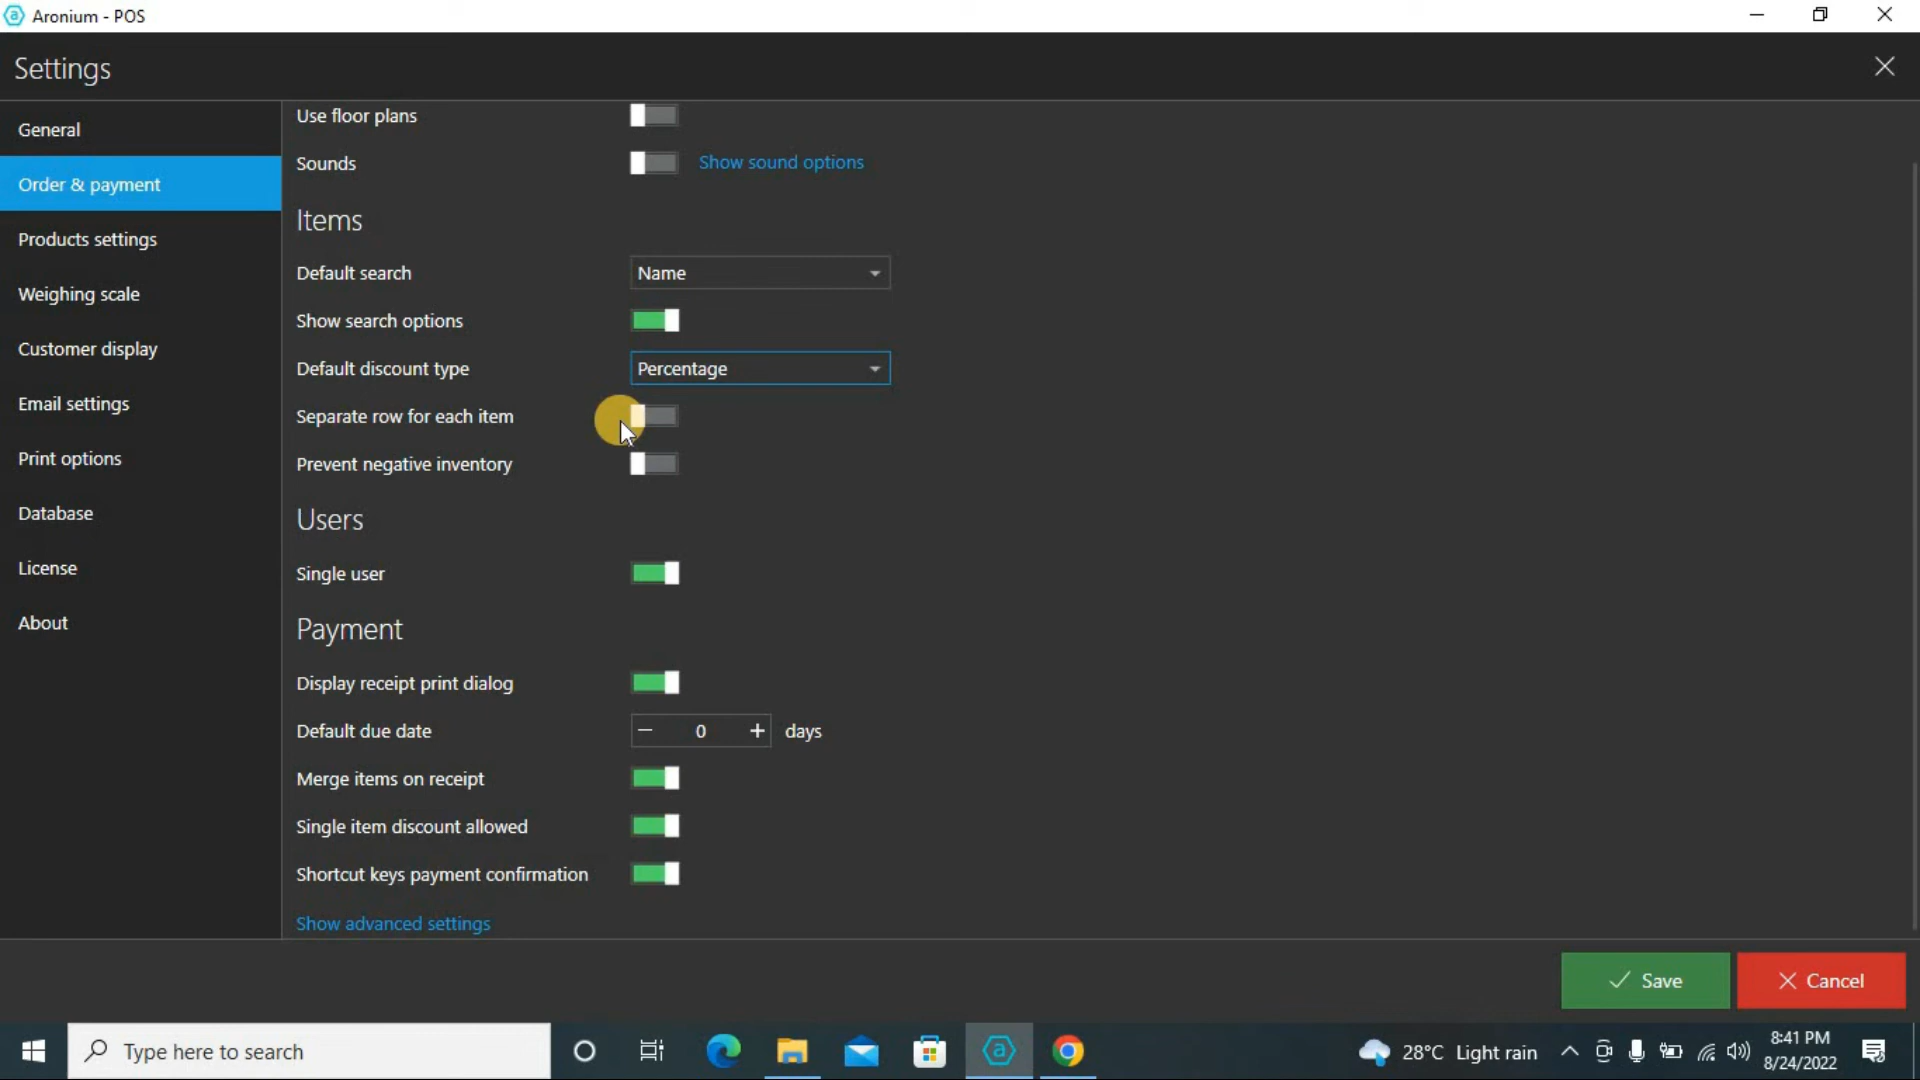 Aronium - POS
Settings
General
Order & payment
Products settings
Weighing scale
Customer display
Email settings
Print options
Database
License
About
Use floor plans
Sounds Show sound options
Items
Default search Name
Show search options
Default discount type Percentage
Separate row for each item
Prevent negative inventory
Users
Single user
Payment
Display receipt print dialog
Default due date 0 days
Merge items on receipt
Single item discount allowed
Shortcut keys payment confirmation
Show advanced settings
Save Cancel
Type here to search
28°C Light rain
8:41 PM
8/24/2022